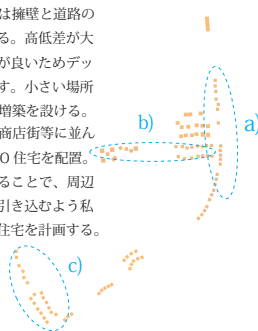 は擁壁と道路の
る。高低差が大
が良いためデッ
す。小さい場所
増築を設ける。
商店街等に並ん
O 住宅を配置。
ることで、周辺
引き込むよう私
住宅を計画する。
a)
b)
c)